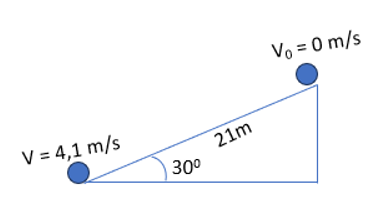 V₀ = 0 m/s
21m
V = 4,1 m/s
30⁰